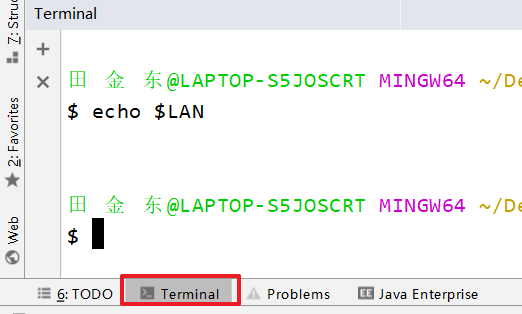 Terminal
Z: Struc
2: Favorites
Web
田 金 东@LAPTOP-S5JOSCRT MINGW64 ~/De
$ echo $LAN
田 金 东@LAPTOP-S5JOSCRT MINGW64 ~/De
$
6: TODO
Terminal
Problems
Java Enterprise